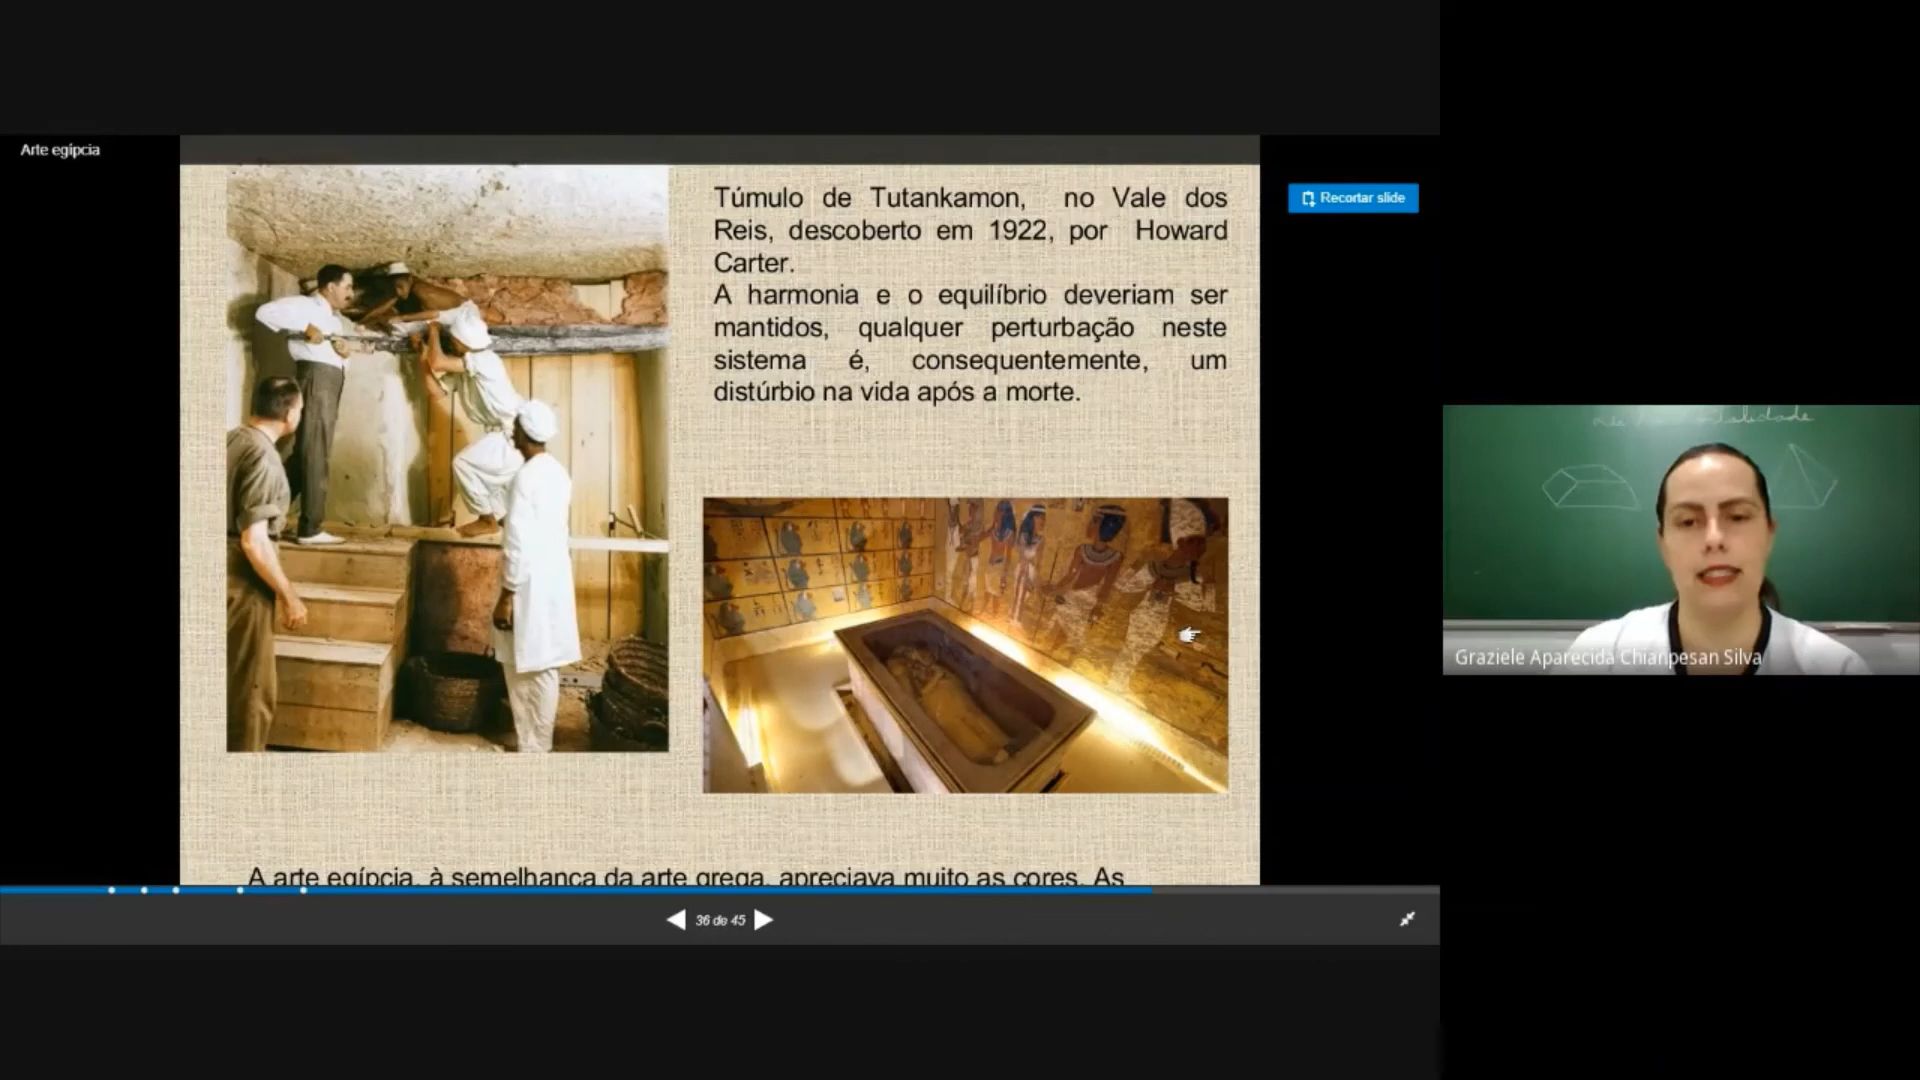 Arte egípcia
Recortar slide
Túmulo de Tutankamon, no Vale dos
Reis, descoberto em 1922, por Howard
Carter.
A harmonia e o equilíbrio deveriam ser
mantidos, qualquer perturbação neste
sistema é, consequentemente, um
distúrbio na vida após a morte.
A arte egípcia, à semelhança da arte grega, apreciava muito as cores. As
36 de 45
Graziele Aparecida Chiaripesan Silva